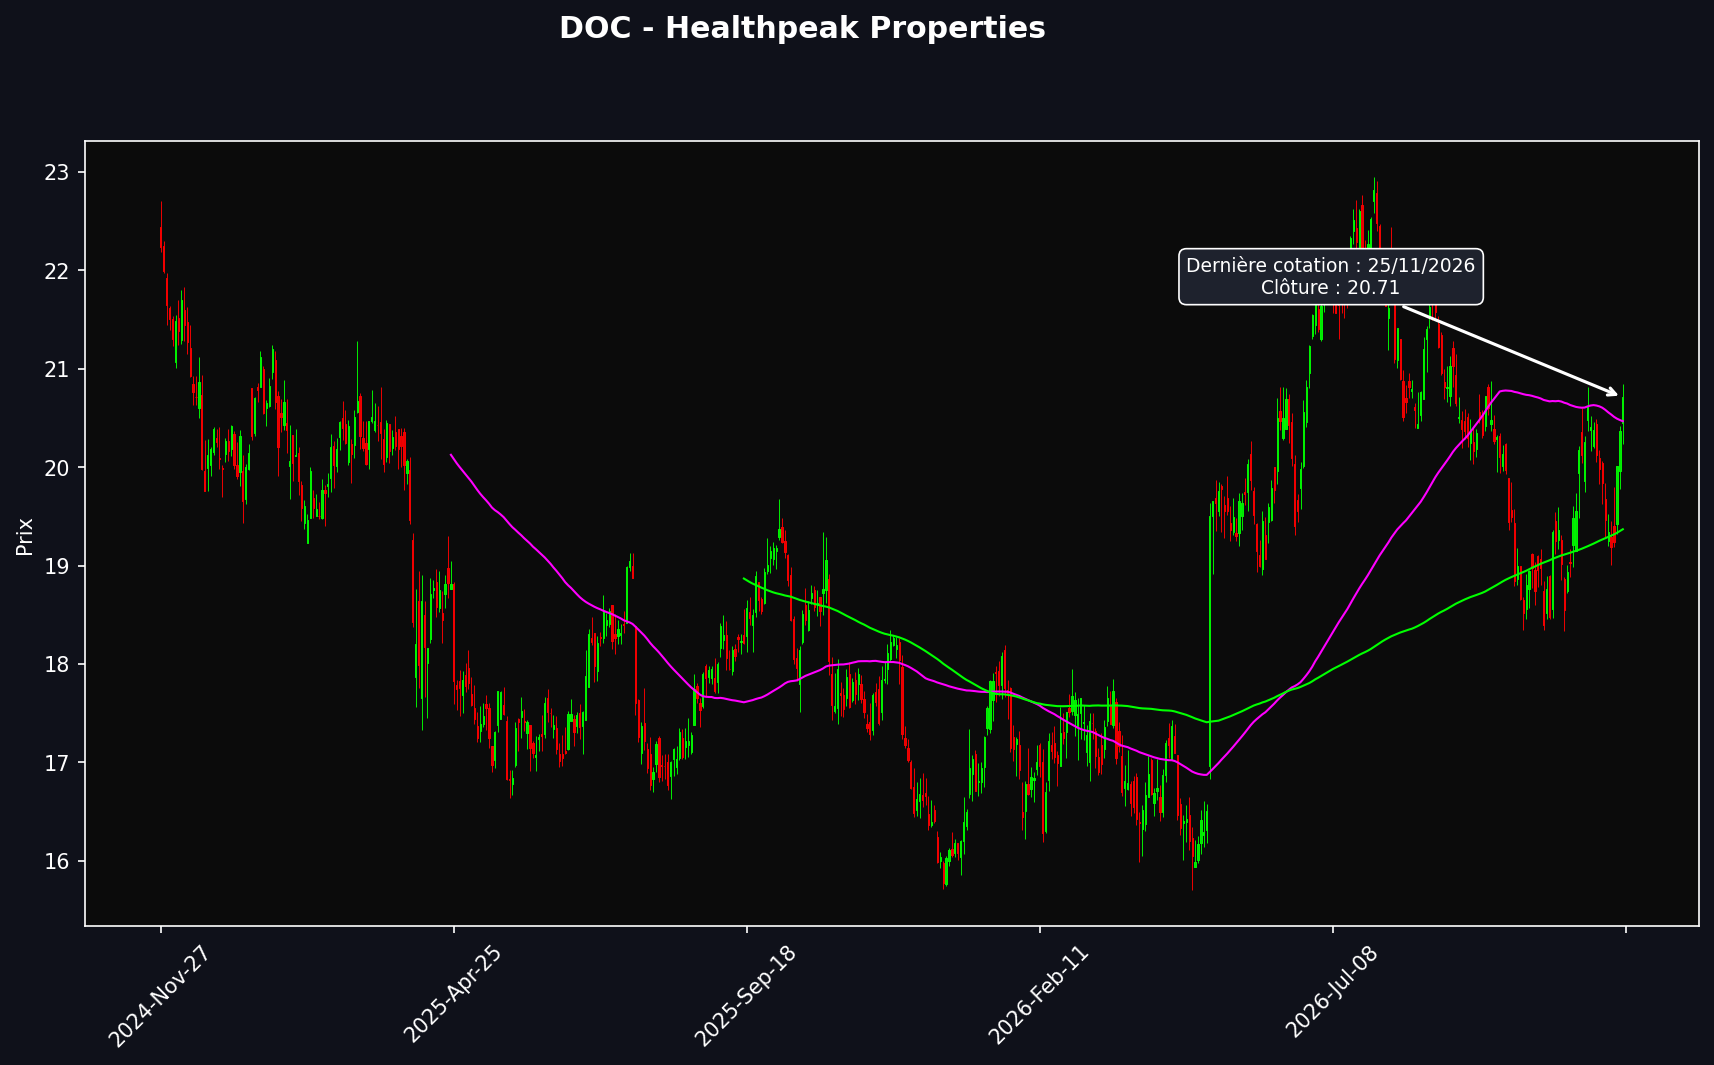 DOC - Healthpeak Properties
23
22
21
20
19
18
17
16
Prix
Dernière cotation : 25/11/2026
Clôture : 20.71
2024-Nov-27
2025-Apr-25
2025-Sep-18
2026-Feb-11
2026-Jul-08